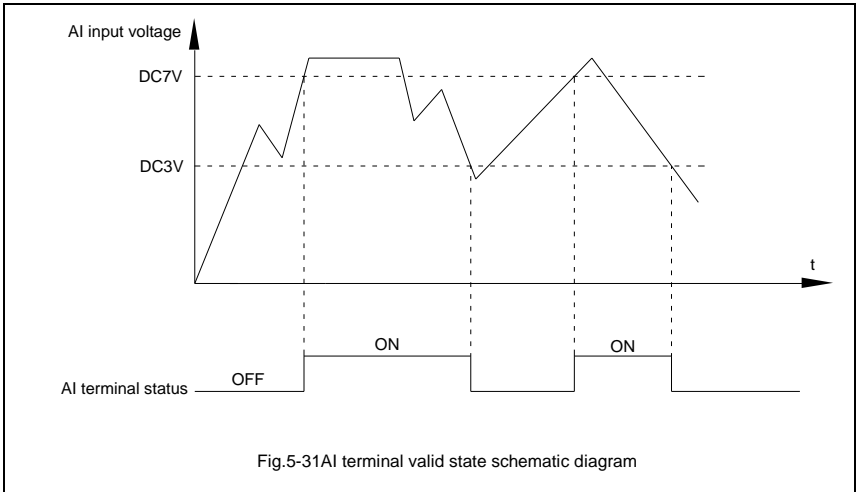 AI input voltage
DC7V
DC3V
t
ON
ON
OFF
AI terminal status
Fig.5-31AI terminal valid state schematic diagram